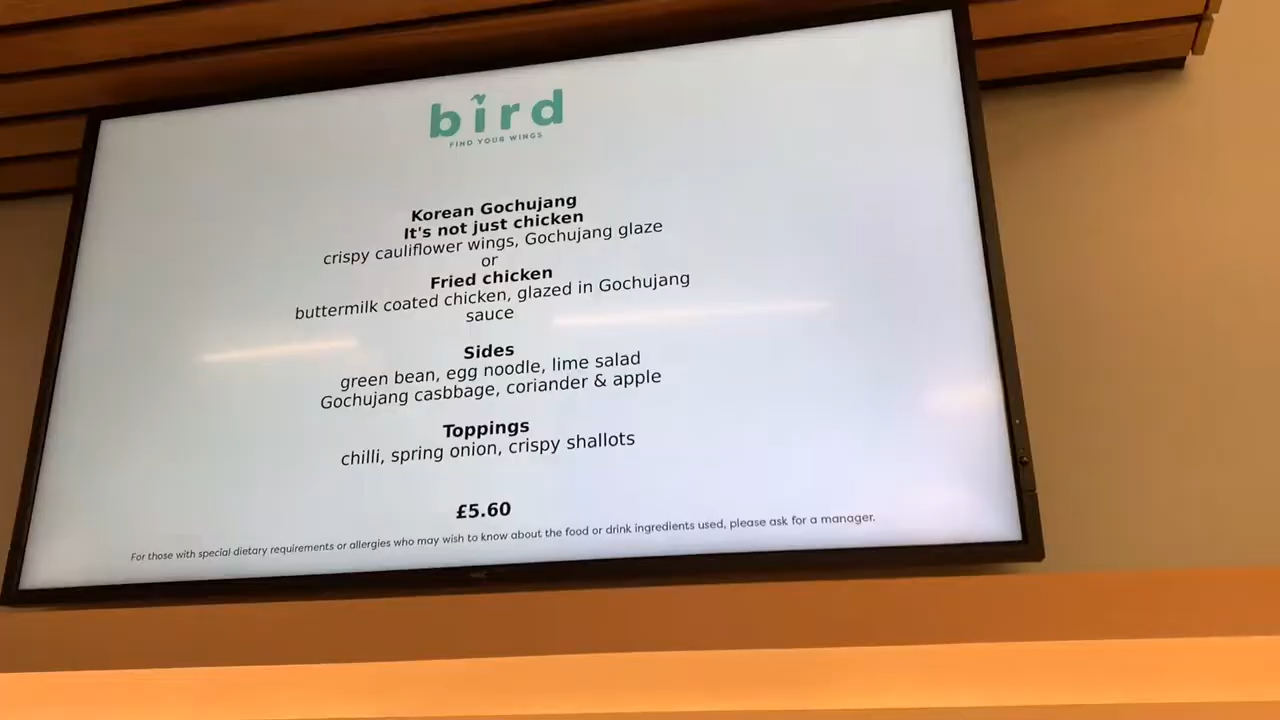 bird
FIND YOUR WINGS
Korean Gochujang
It's not just chicken
crispy cauliflower wings, Gochujang glaze
or
Fried chicken
buttermilk coated chicken, glazed in Gochujang
sauce
Sides
green bean, egg noodle, lime salad
Gochujang casbbage, coriander & apple
Toppings
chilli, spring onion, crispy shallots
£5.60
For those with special dietary requirements or allergies who may wish to know about the food or drink ingredients used, please ask for a manager.